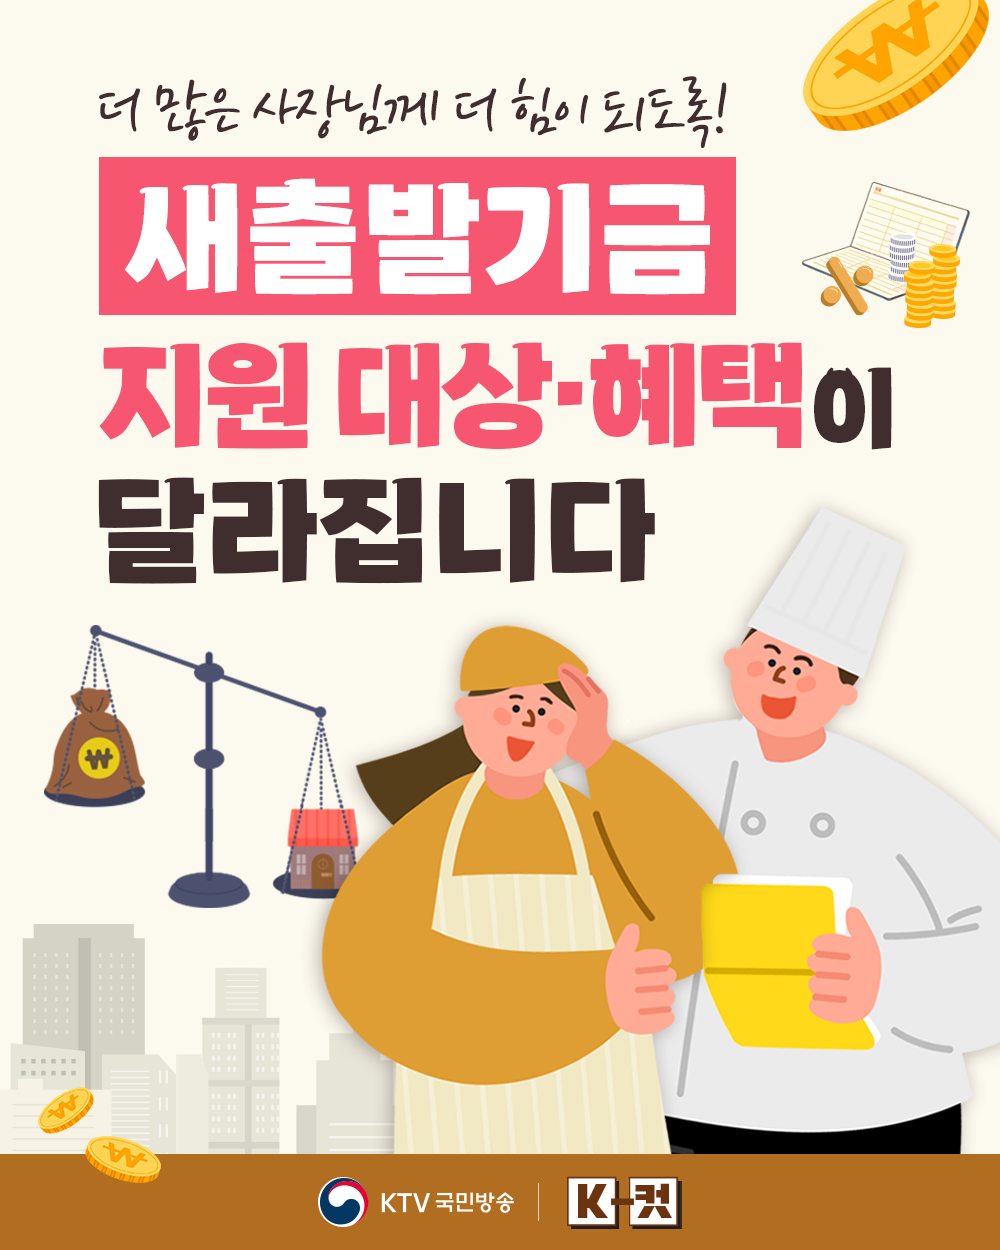 더 많은 사장님께 더 힘이 되도록!
새출발기금
지원 대상·혜택이
달라집니다
KTV 국민방송
K-컷